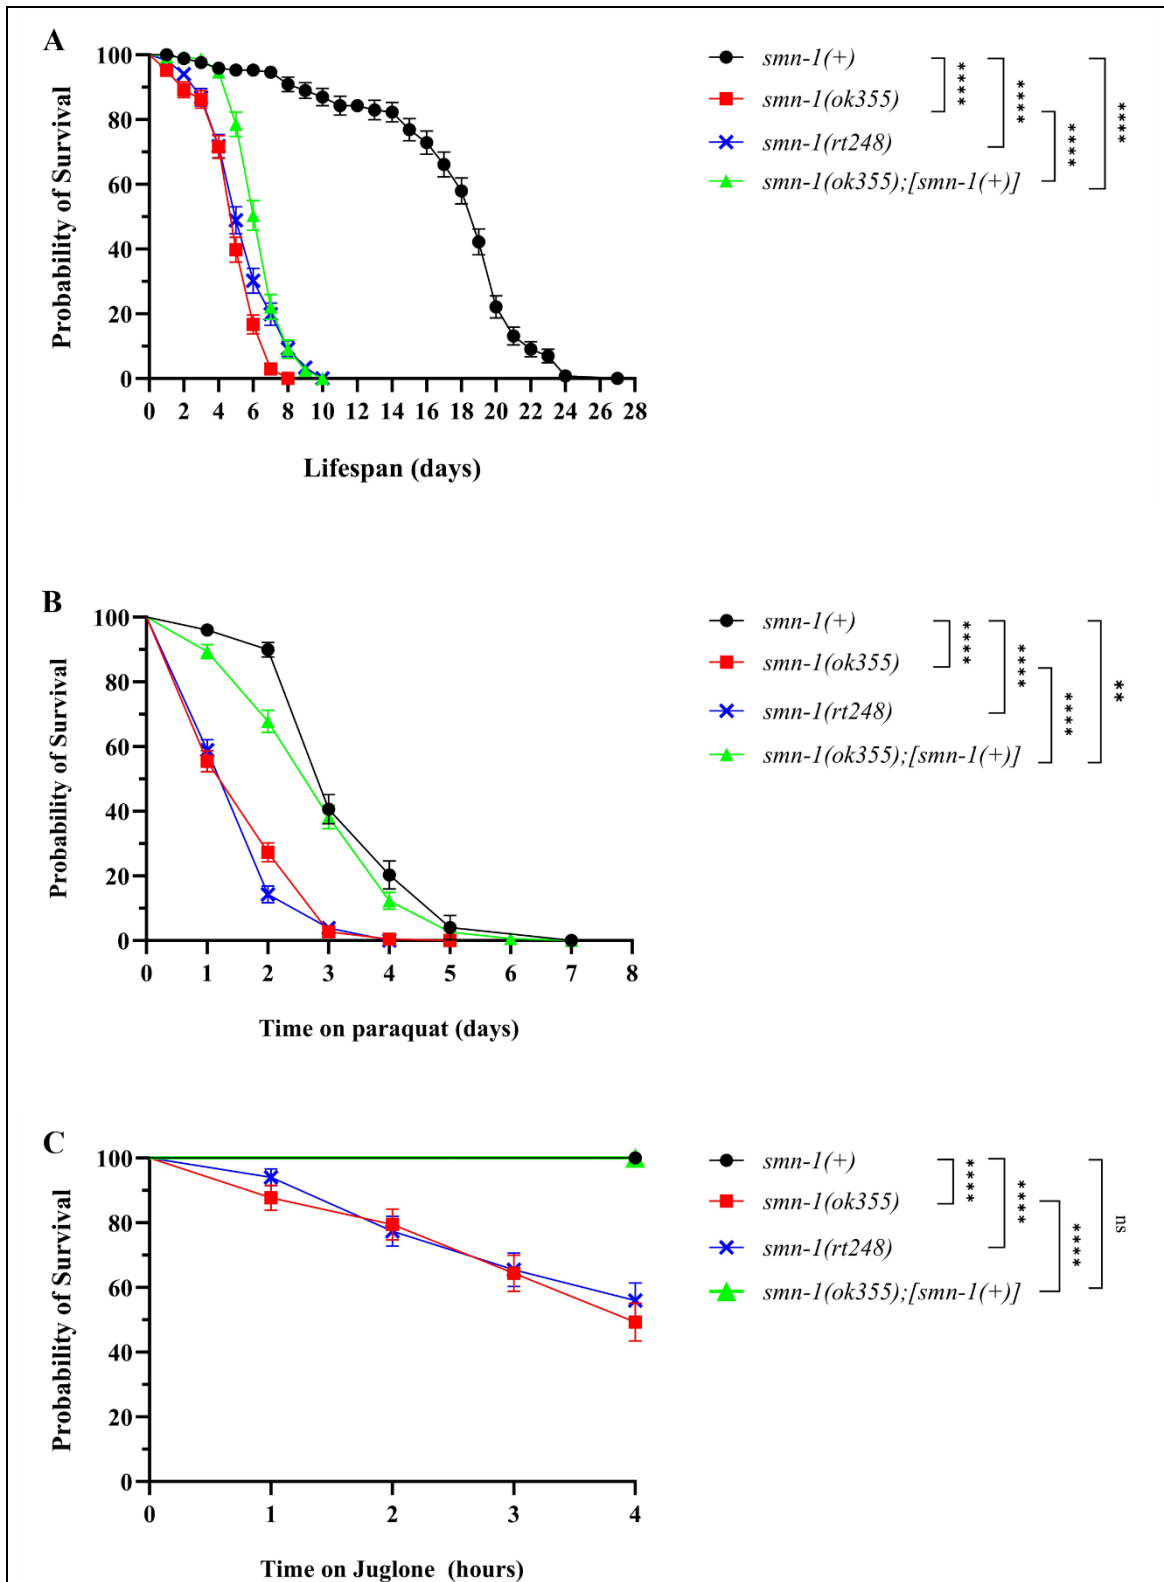 A
Probability of Survival
100
80
60
40
20
0
0 2 4 6 8 10 12 14 16 18 20 22 24 26 28
Lifespan (days)
smn-1(+)
smn-1(ok355)
smn-1(rt248)
smn-1(ok355);[smn-1(+)]
****
****
****
****
B
Probability of Survival
100
80
60
40
20
0
0 1 2 3 4 5 6 7 8
Time on paraquat (days)
smn-1(+)
smn-1(ok355)
smn-1(rt248)
smn-1(ok355);[smn-1(+)]
****
****
****
**
C
Probability of Survival
100
80
60
40
20
0
0 1 2 3 4
Time on Juglone (hours)
smn-1(+)
smn-1(ok355)
smn-1(rt248)
smn-1(ok355);[smn-1(+)]
****
****
****
ns